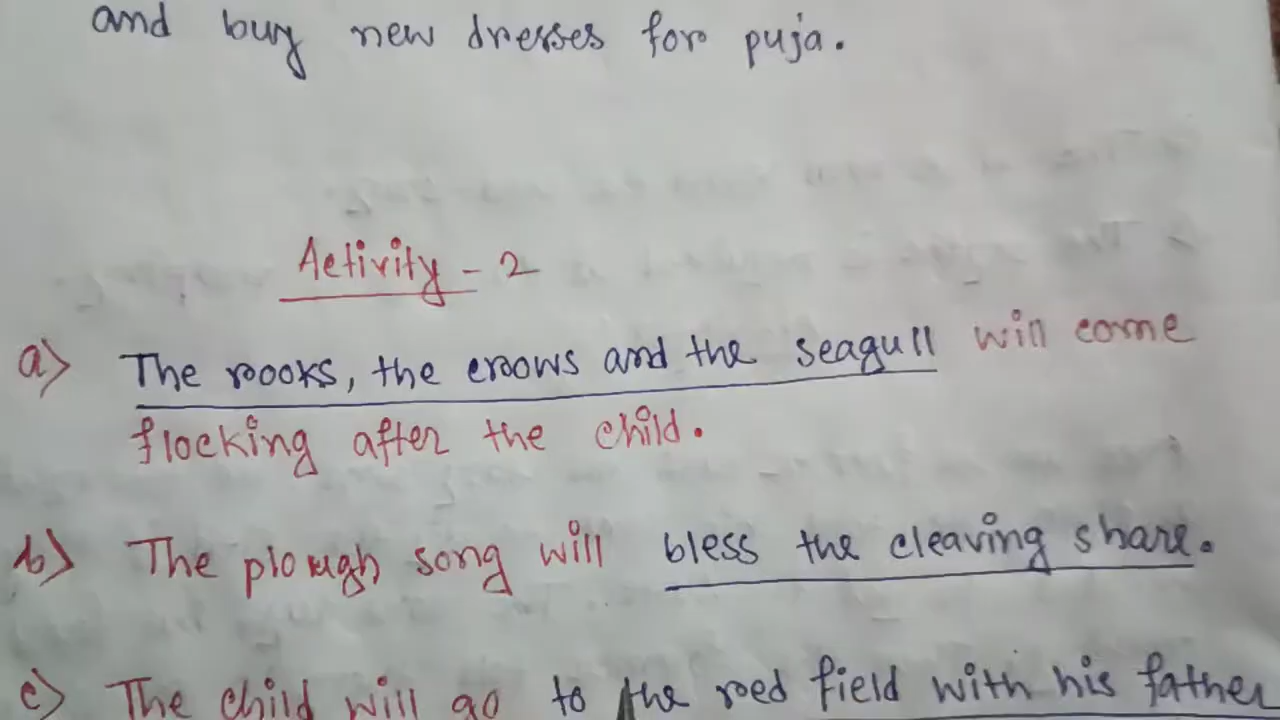 and buy new dresses for puja.
Activity - 2
a) The rooks, the crows and the seagull will come
flocking after the child.
b) The plough song will bless the cleaving share.
c) The child will go to the red field with his father